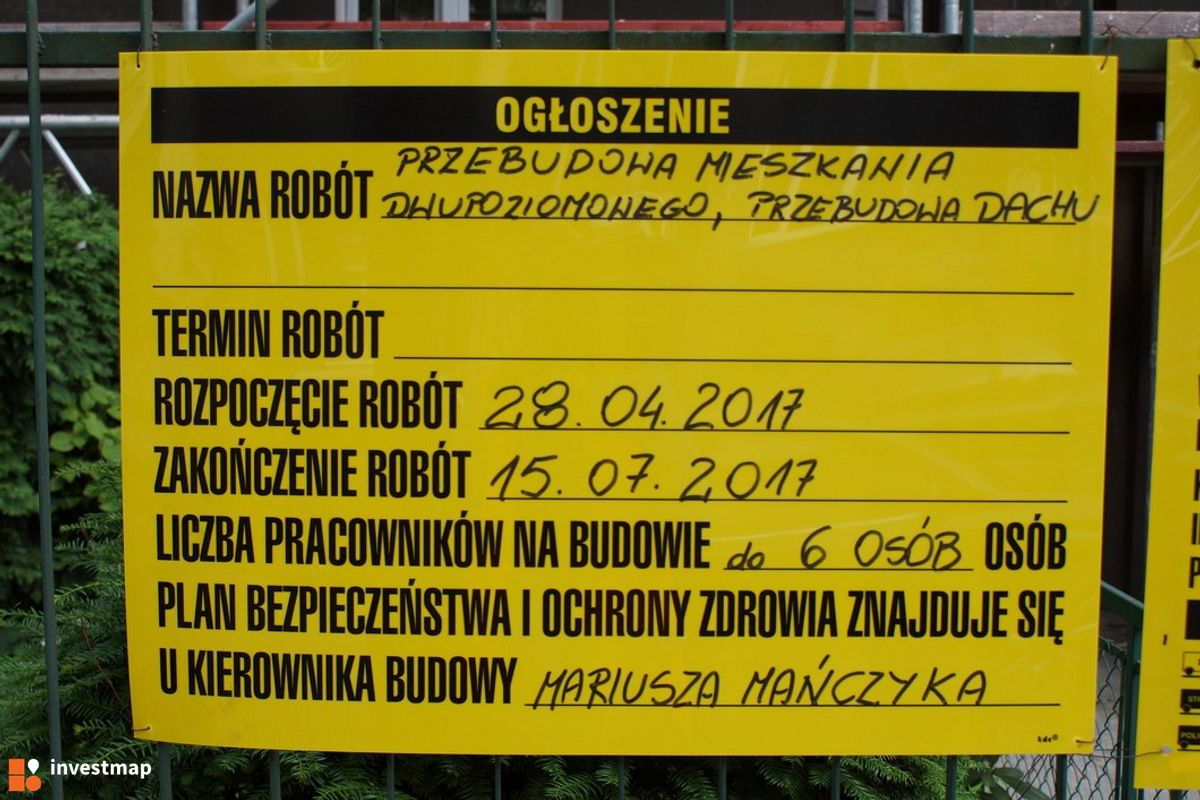 OGŁOSZENIE
NAZWA ROBÓT PRZEBUDOWA MIESZKANIA
DWUPOZIOMOWEGO, PRZEBUDOWA DACHU
TERMIN ROBÓT
ROZPOCZĘCIE ROBÓT 28.04.2017
ZAKOŃCZENIE ROBÓT 15.07.2017
LICZBA PRACOWNIKÓW NA BUDOWIE do 6 OSÓB OSÓB
PLAN BEZPIECZEŃSTWA I OCHRONY ZDROWIA ZNAJDUJE SIĘ
U KIEROWNIKA BUDOWY MARIUSZA MAŃCZYKA
tdc®
investmap